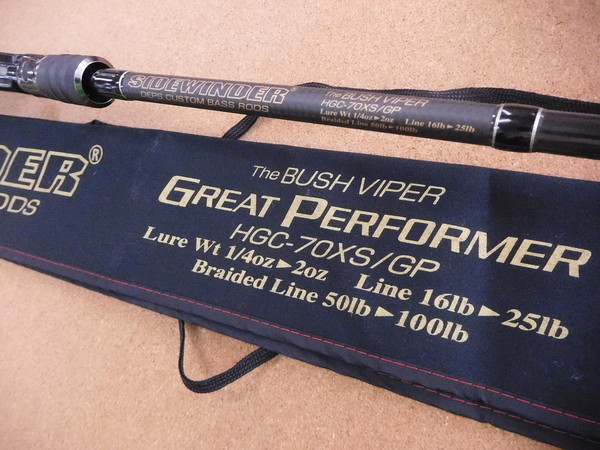 SIDEWINDER®
DEPS CUSTOM BASS RODS
The BUSH VIPER
HGC-70XS/GP
Lure Wt 1/4oz►2oz Line 16lb►25lb
Braided Line 50lb►100lb
DER®
RODS
The BUSH VIPER
GREAT PERFORMER
HGC-70XS/GP
Lure Wt 1/4oz►2oz Line 16lb►25lb
Braided Line 50lb►100lb